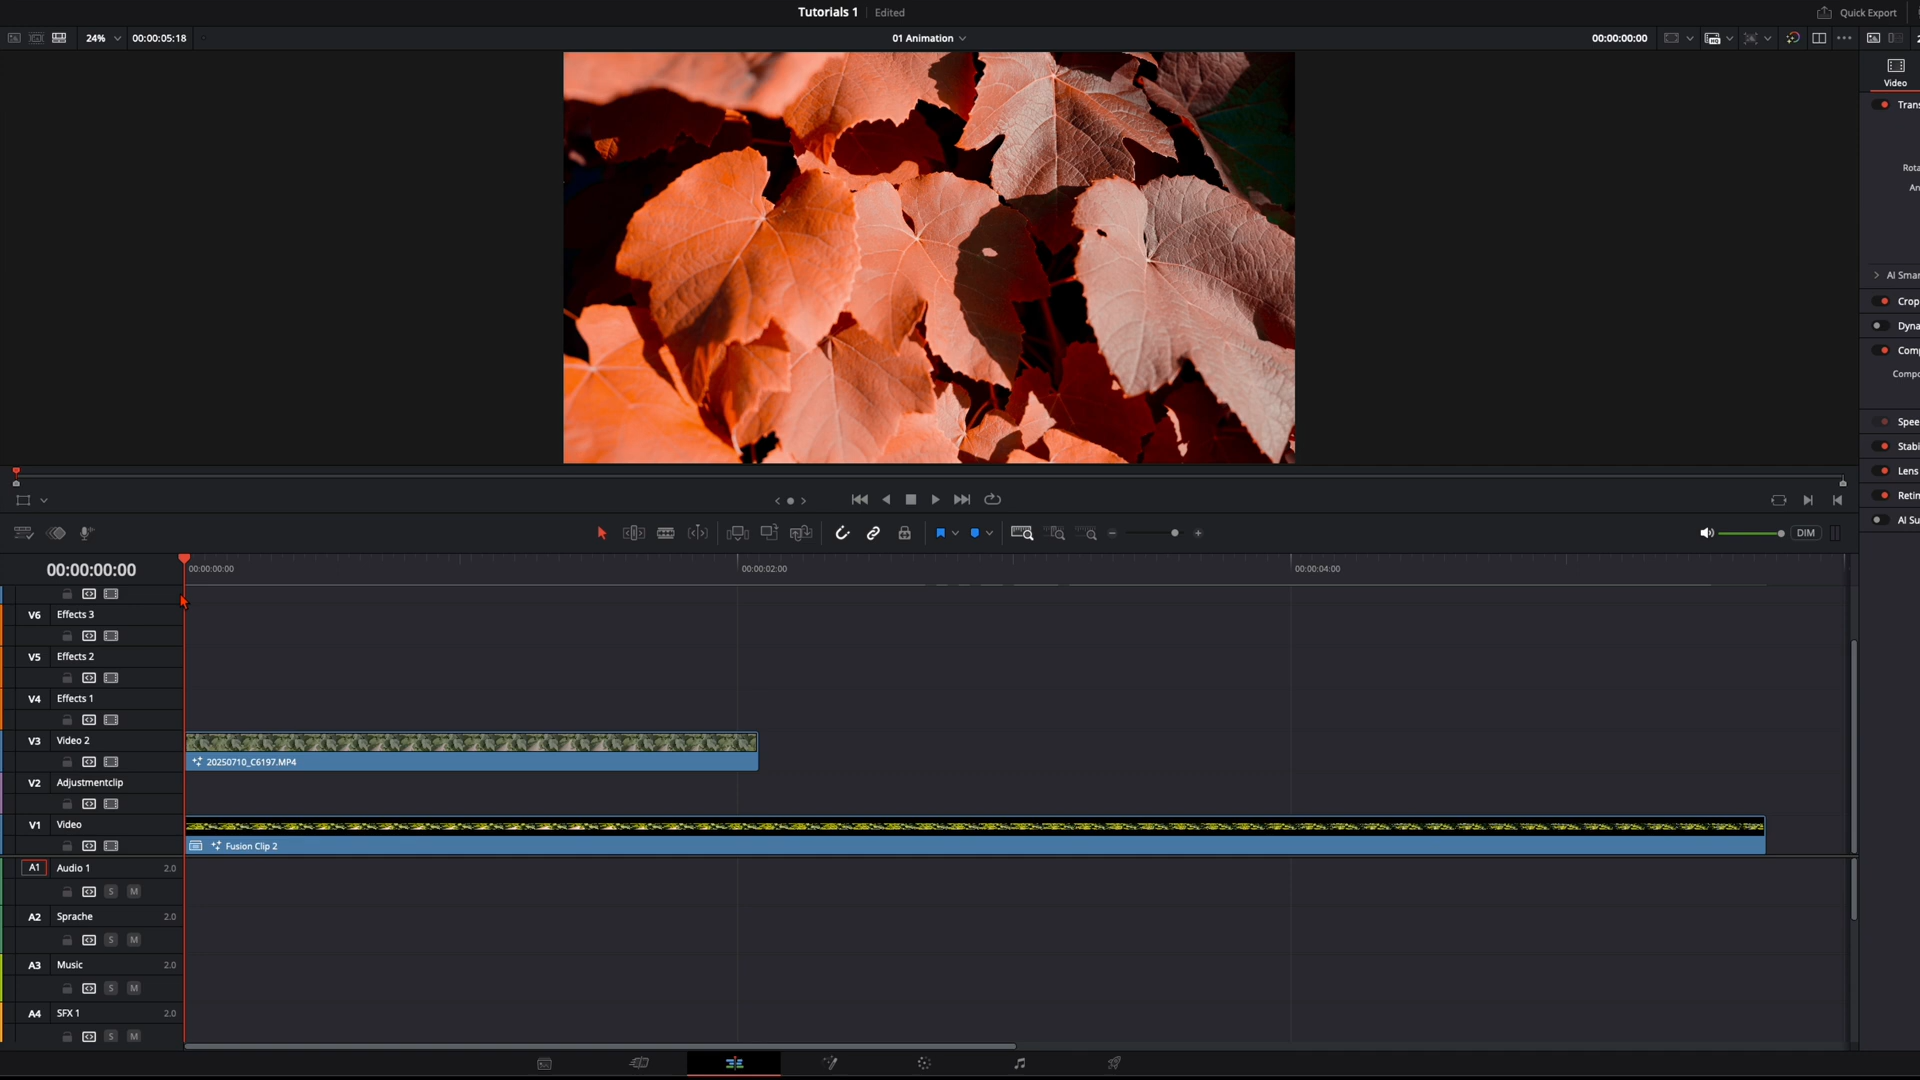 Tutorials 1 Edited
Quick Export
24% 00:00:05:18 01 Animation 00:00:00:00
Video
Trans
Rota
An
AI Smar
Crop
Dyna
Comp
Compo
Spee
Stabi
Lens
Retim
AI Su
DIM
00:00:00:00 00:00:00:00 00:00:02:00 00:00:04:00
V6 Effects 3
V5 Effects 2
V4 Effects 1
V3 Video 2
20250710_C6197.MP4
V2 Adjustmentclip
V1 Video
Fusion Clip 2
A1 Audio 1 2.0
S M
A2 Sprache 2.0
S M
A3 Music 2.0
S M
A4 SFX 1 2.0
S M